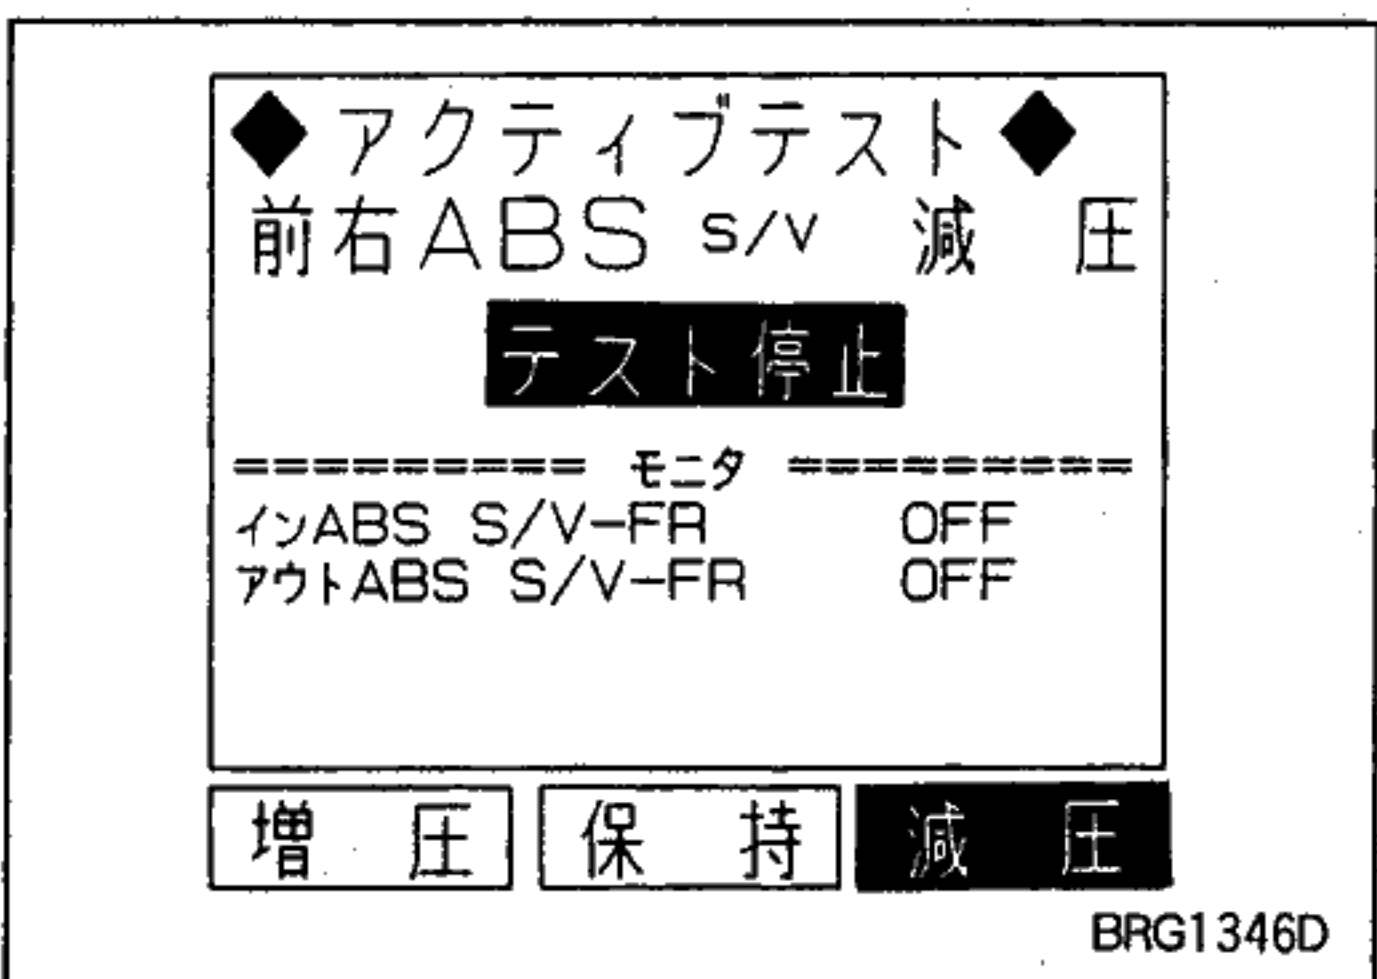 ◆アクティブテスト◆
前右ABS S/V 減 圧
テスト停止
========= モニタ =========
インABS S/V-FR OFF
アウトABS S/V-FR OFF
増 圧 保 持 減 圧
BRG1346D